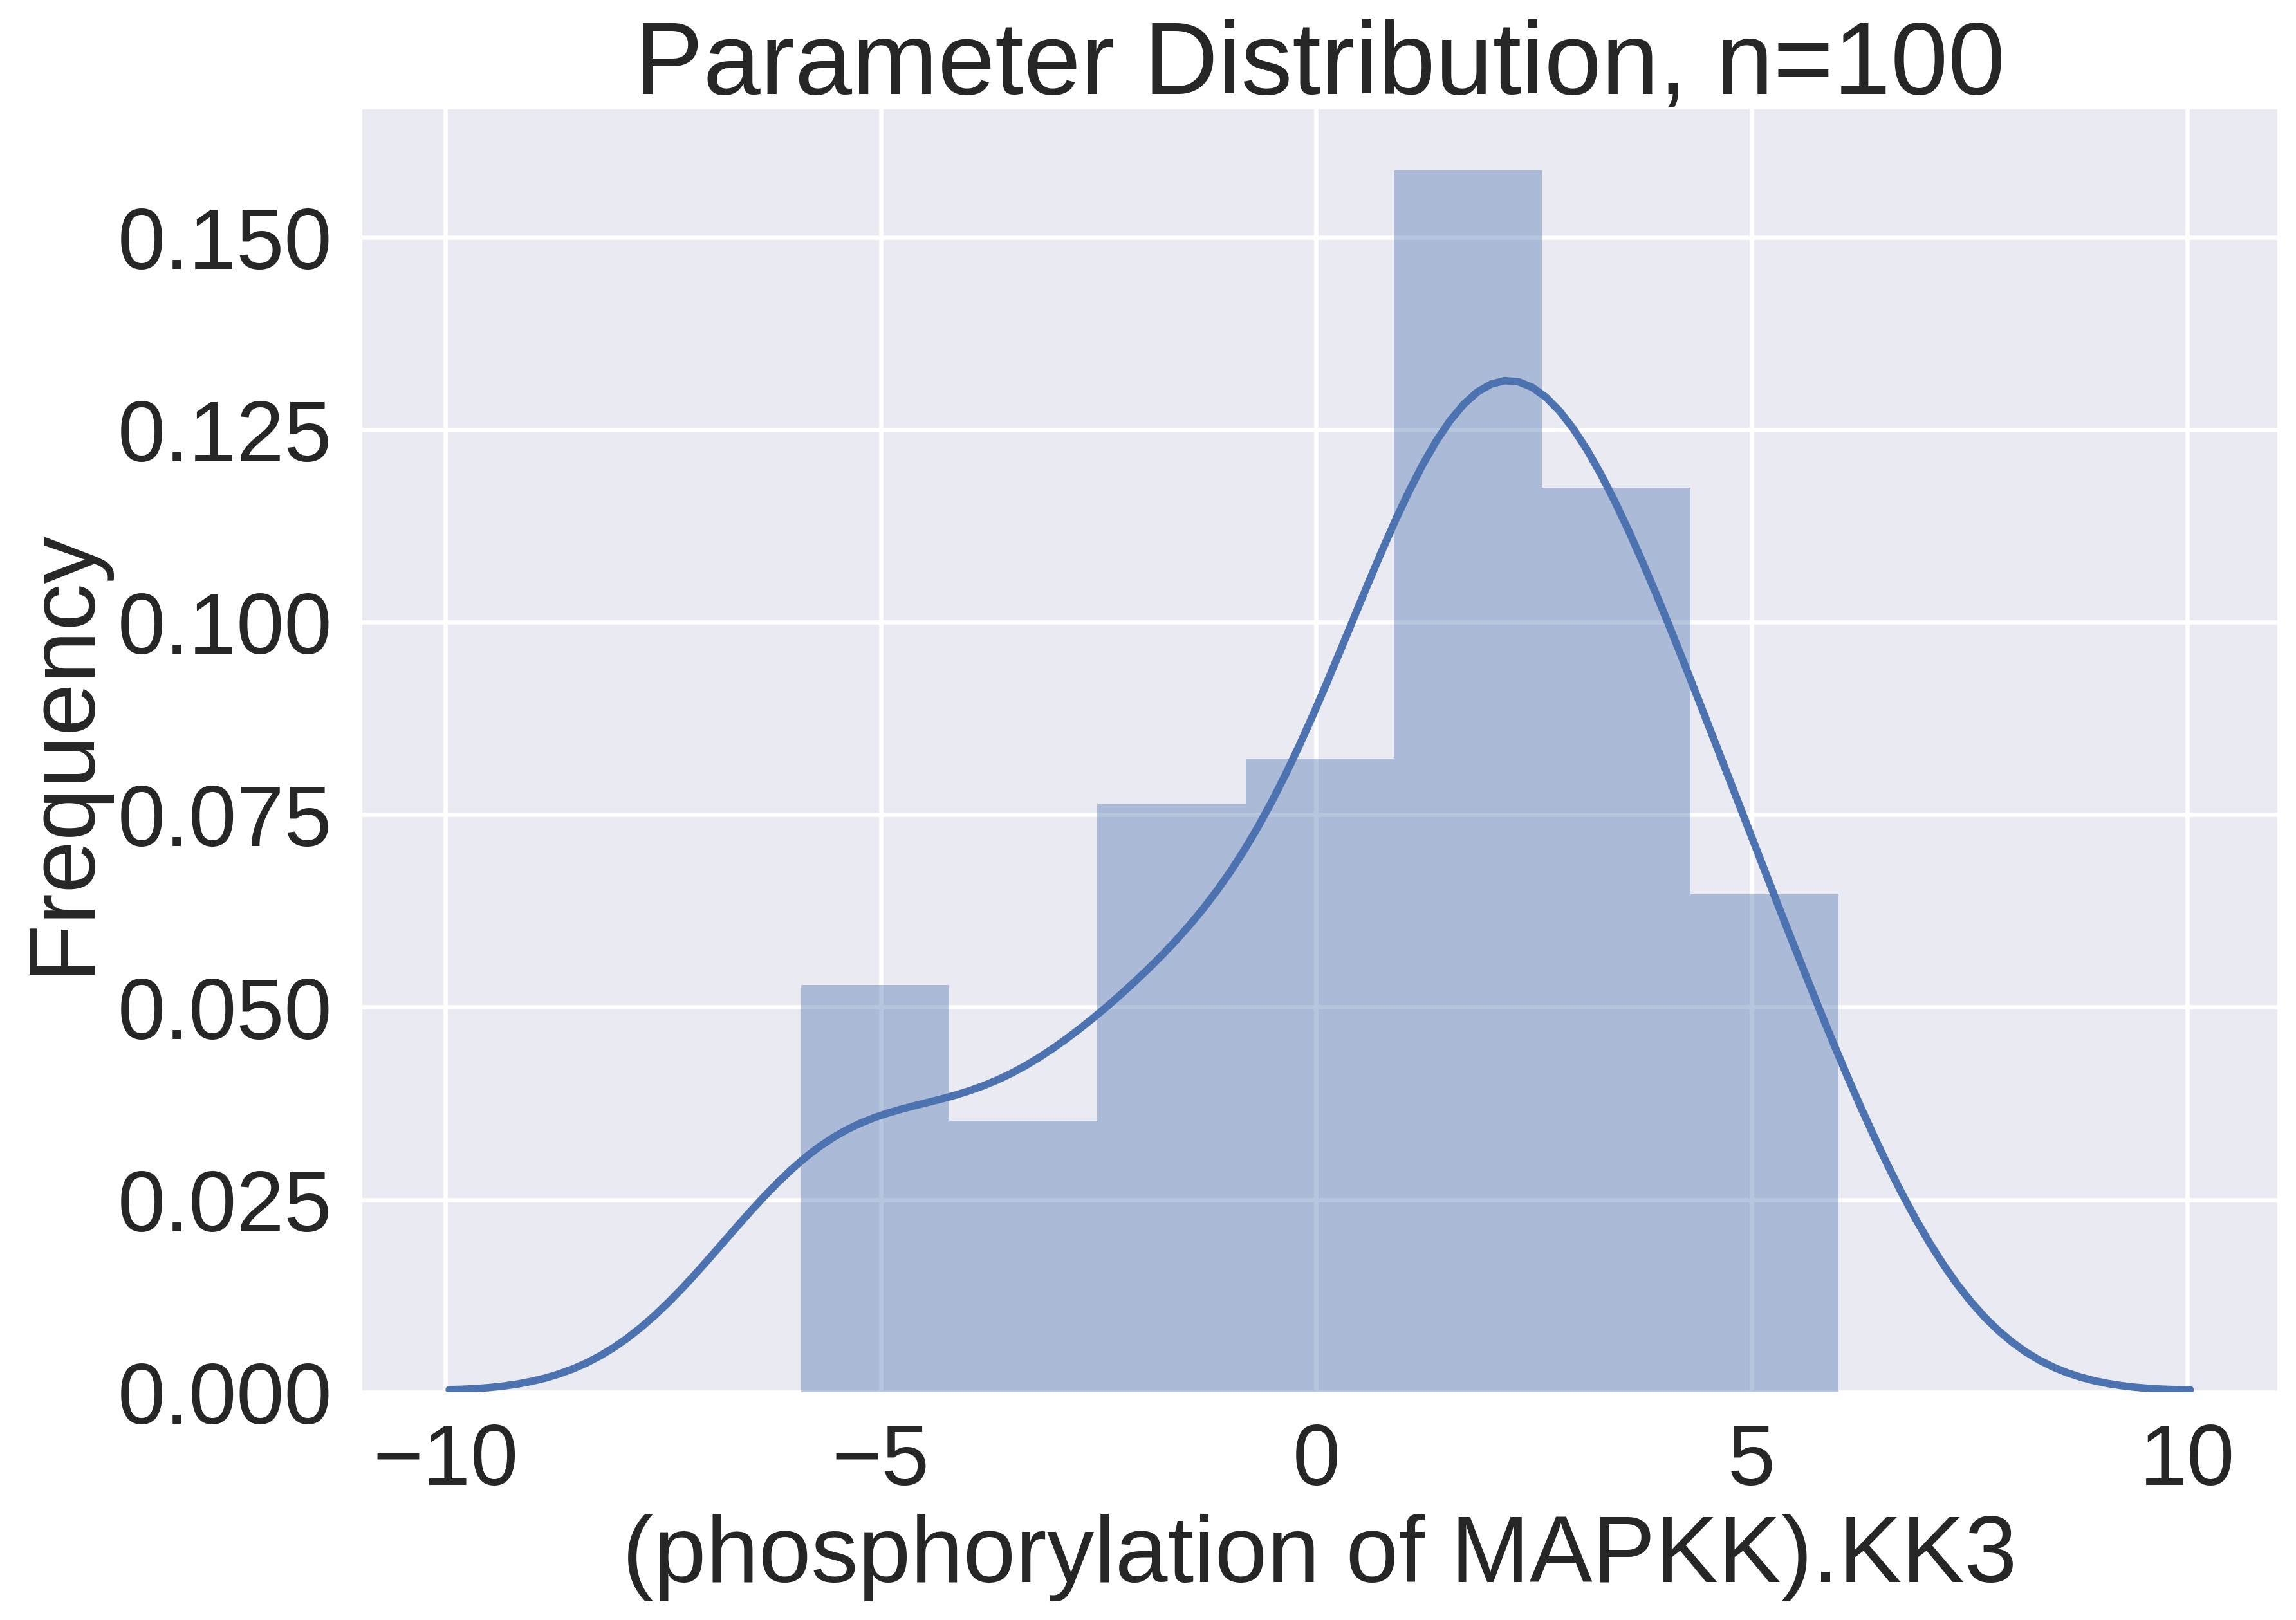 Parameter Distribution, n=100
Frequency
0.150
0.125
0.100
0.075
0.050
0.025
0.000
−10 −5 0 5 10
(phosphorylation of MAPKK).KK3